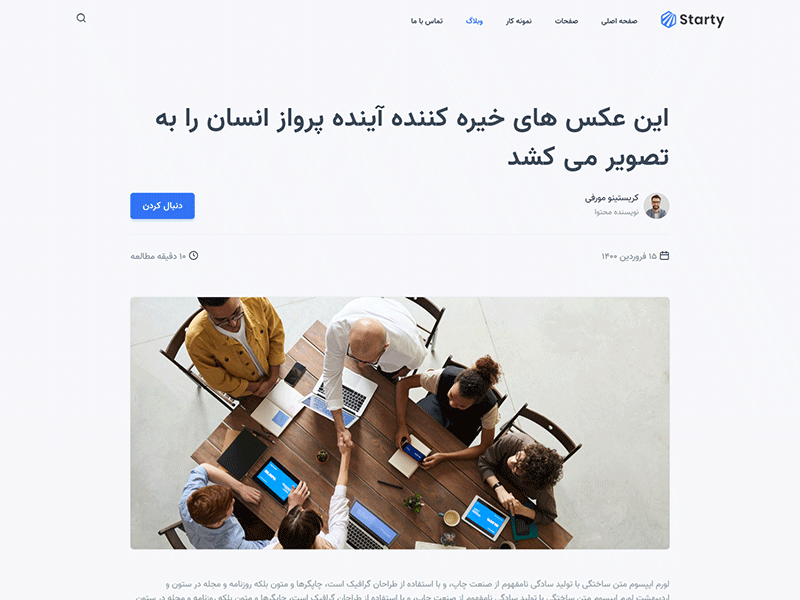 Starty
صفحه اصلی
صفحات
نمونه کار
وبلاگ
تماس با ما
این عکس های خیره کننده آینده پرواز انسان را به
تصویر می کشد
کریستینو مورفی
نویسنده محتوا
دنبال کردن
۱۵ فروردین ۱۴۰۰
۱۰ دقیقه مطالعه
لورم ایپسوم متن ساختگی با تولید سادگی نامفهوم از صنعت چاپ، و با استفاده از طراحان گرافیک است، چاپگرها و متون بلکه روزنامه و مجله در ستون و